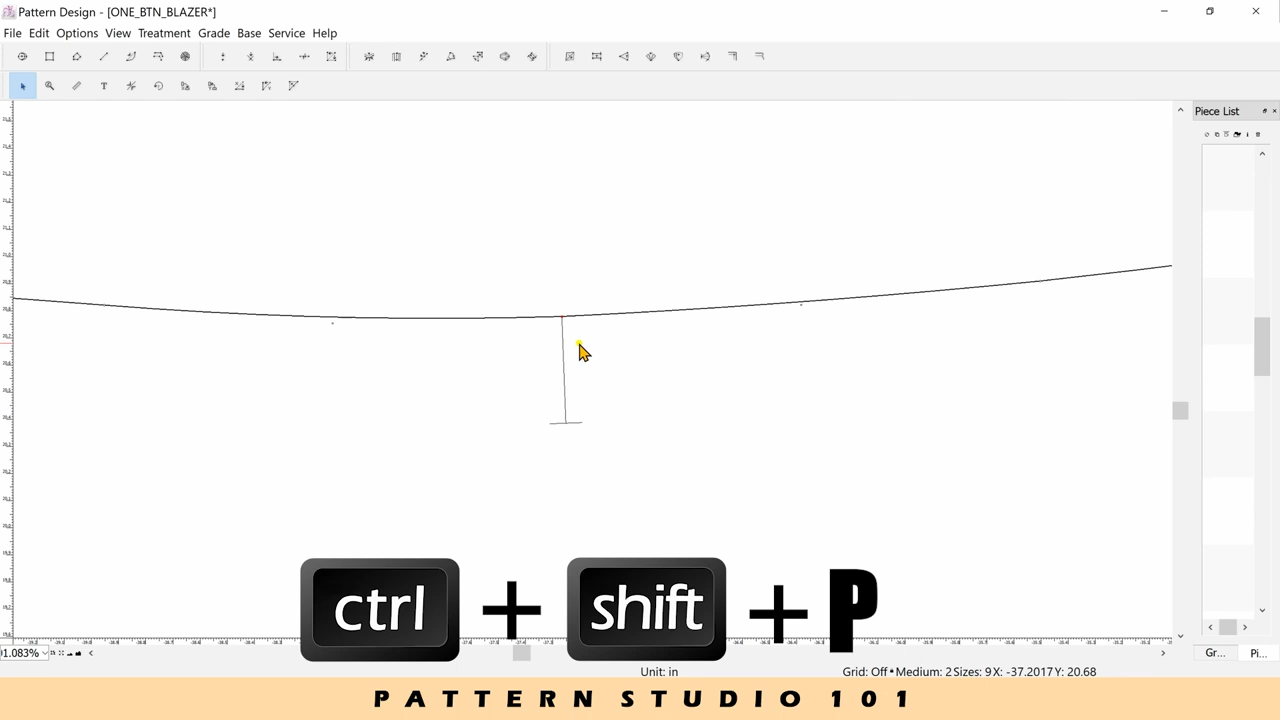 Pattern Design - [ONE_BTN_BLAZER*]
File Edit Options View Treatment Grade Base Service Help
Piece List
ctrl + shift + P
1.083%
Gr... Pi...
Unit: in Grid: Off Medium: 2 Sizes: 9 X: -37.2017 Y: 20.68
PATTERN STUDIO 101